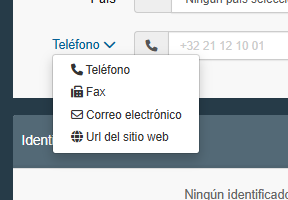 País
Ningún país selecci
Teléfono
+32 21 12 10 01
Teléfono
Fax
Correo electrónico
Url del sitio web
Identi
Ningún identificado